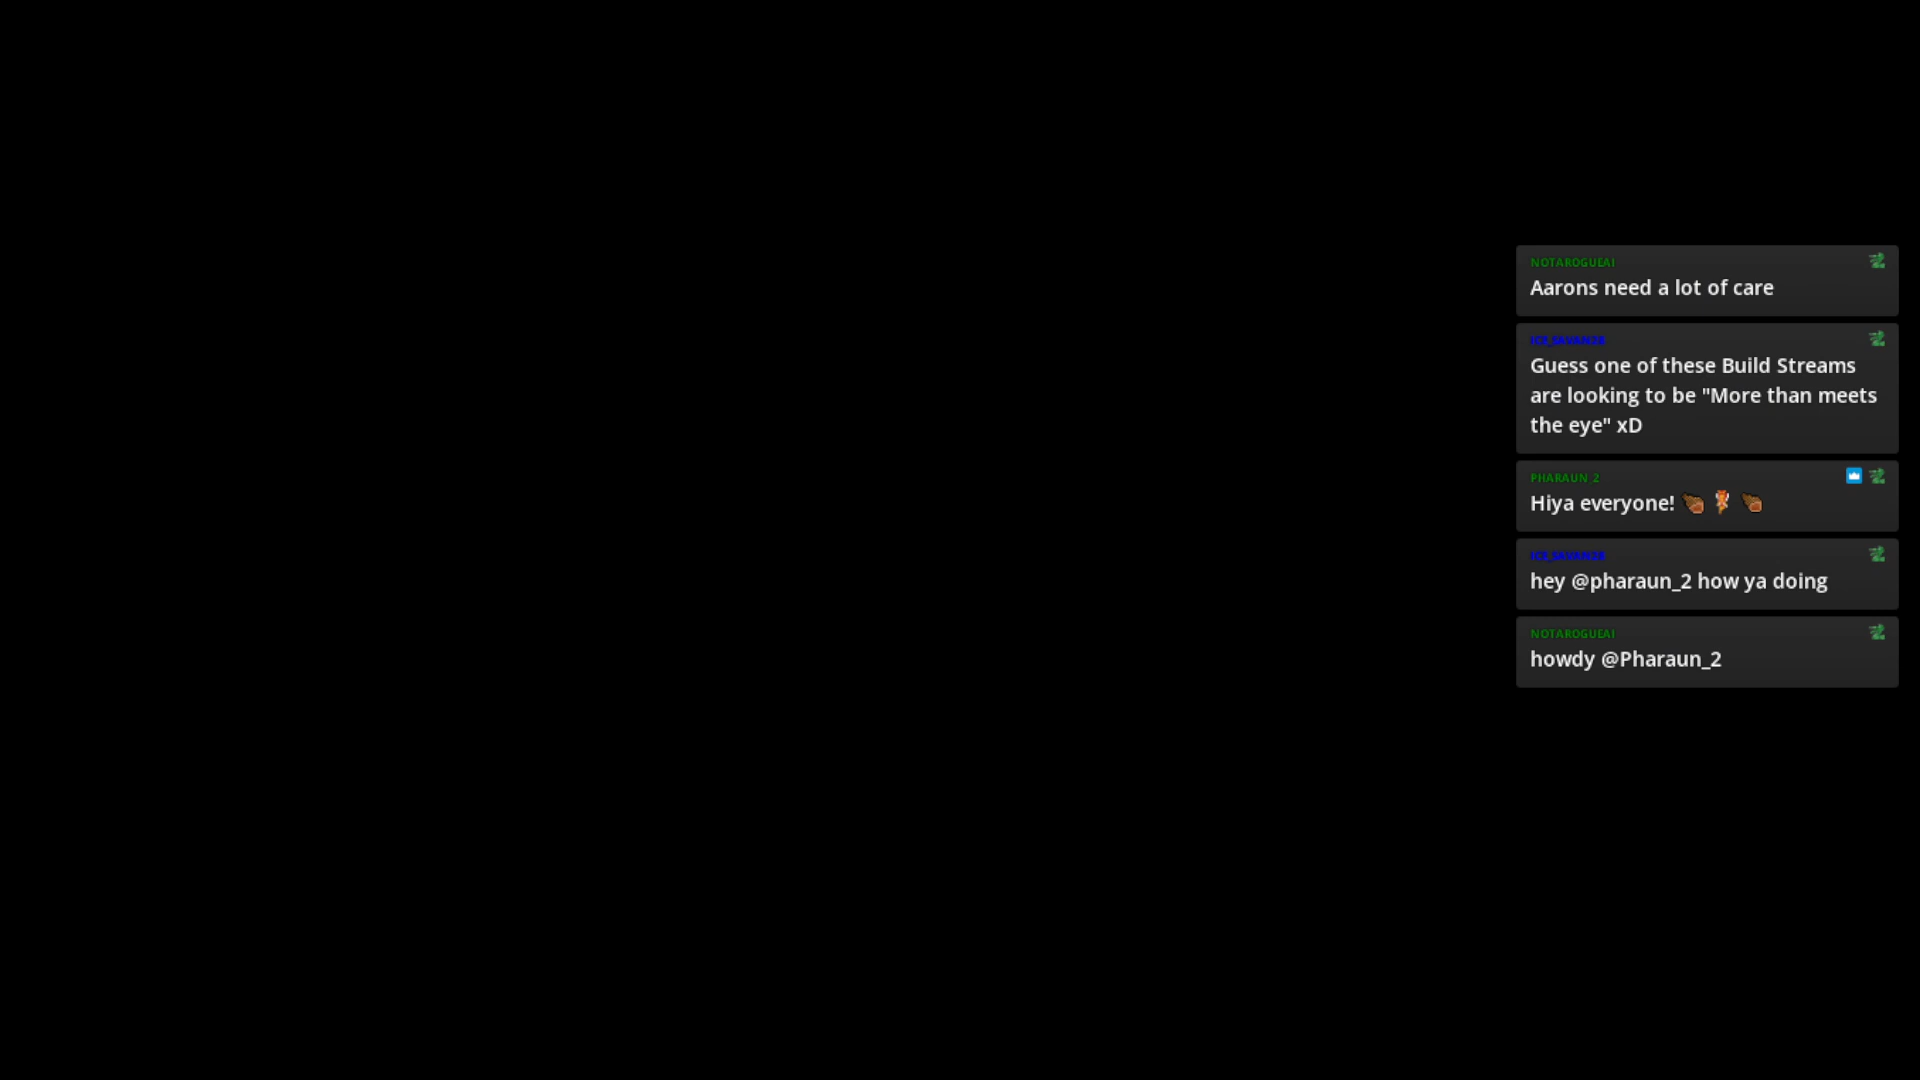 NOTAROGUEAI
Aarons need a lot of care
Guess one of these Build Streams
are looking to be "More than meets
the eye" xD
PHARAUN_2
Hiya everyone!
hey @pharaun_2 how ya doing
NOTAROGUEAI
howdy @Pharaun_2